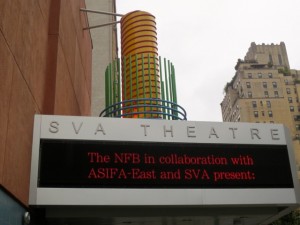 SVA THEATRE
The NFB in collaboration with
ASIFA-East and SVA present: